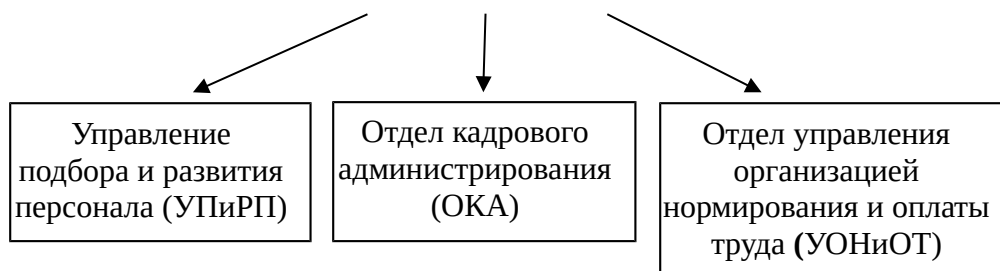 Управление
подбора и развития
персонала (УПиРП)
Отдел кадрового
администрирования
(ОКА)
Отдел управления
организацией
нормирования и оплаты
труда (УОНиОТ)